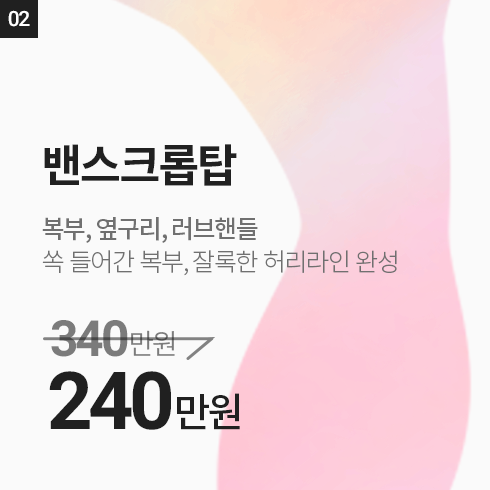 02
밴스크롭탑
복부, 옆구리, 러브핸들
쏙 들어간 복부, 잘록한 허리라인 완성
340만원
240만원